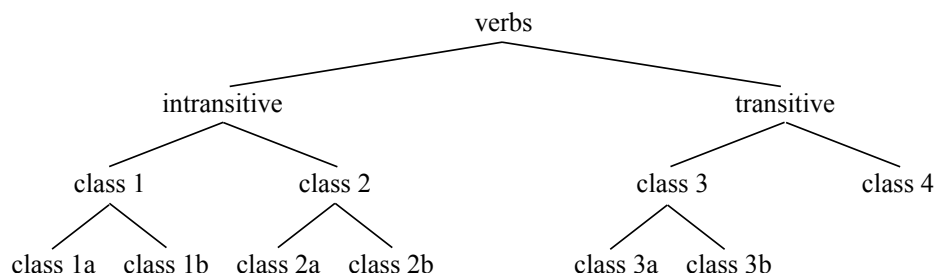 verbs
intransitive transitive
class 1 class 2 class 3 class 4
class 1a class 1b class 2a class 2b class 3a class 3b